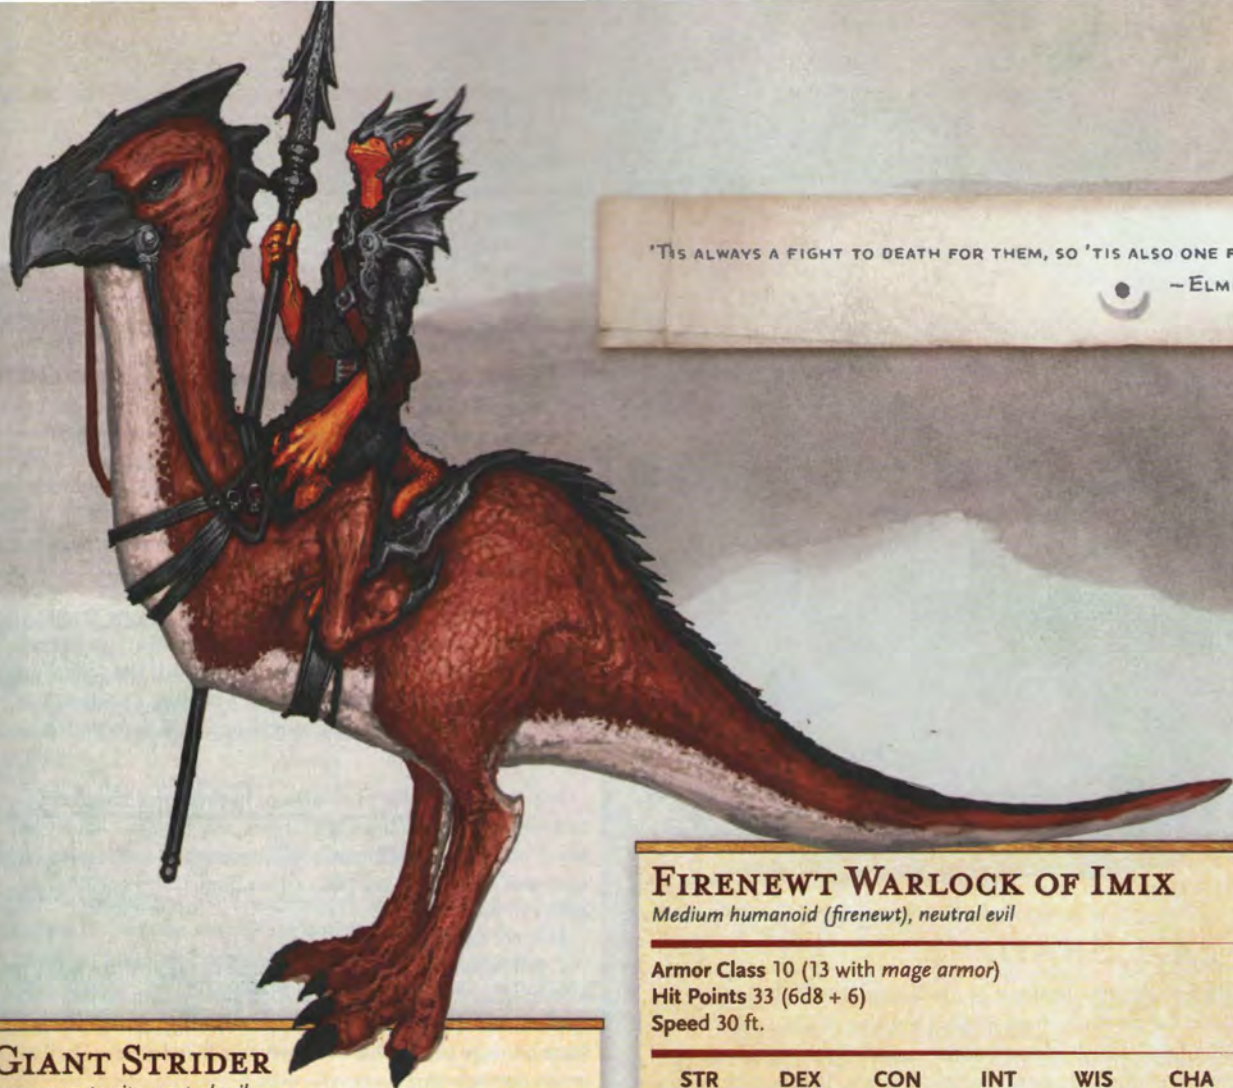 'TIS ALWAYS A FIGHT TO DEATH FOR THEM, SO 'TIS ALSO ONE
—ELM
FIRENEWT WARLOCK OF IMIX
Medium humanoid (firenewt), neutral evil
Armor Class 10 (13 with mage armor)
Hit Points 33 (6d8 + 6)
Speed 30 ft.
STR DEX CON INT WIS CHA
GIANT STRIDER